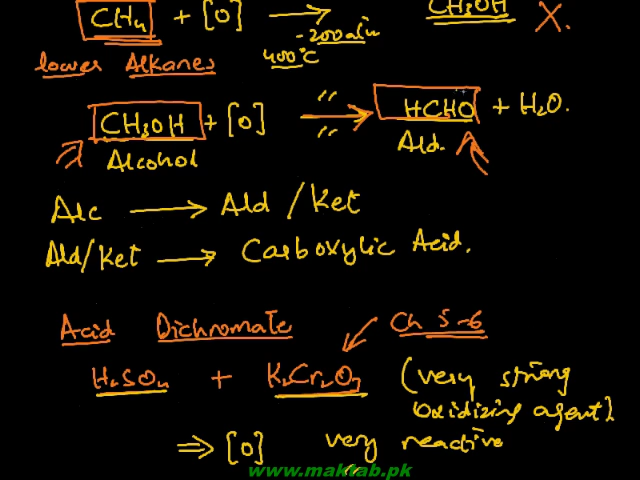 CH₄ + [O] ⟶ CH₃OH X.
400°C -200atm
lower Alkanes
CH₃OH + [O] ⟶ HCHO + H₂O.
" "
Alcohol Ald.
Alc ⟶ Ald / Ket
Ald/Ket ⟶ Carboxylic Acid.
Acid Dichromate Ch 5-6
H₂SO₄ + K₂Cr₂O₇ (very strong
oxidizing agent).
⇒ [O] very reactive
www.maktab.pk